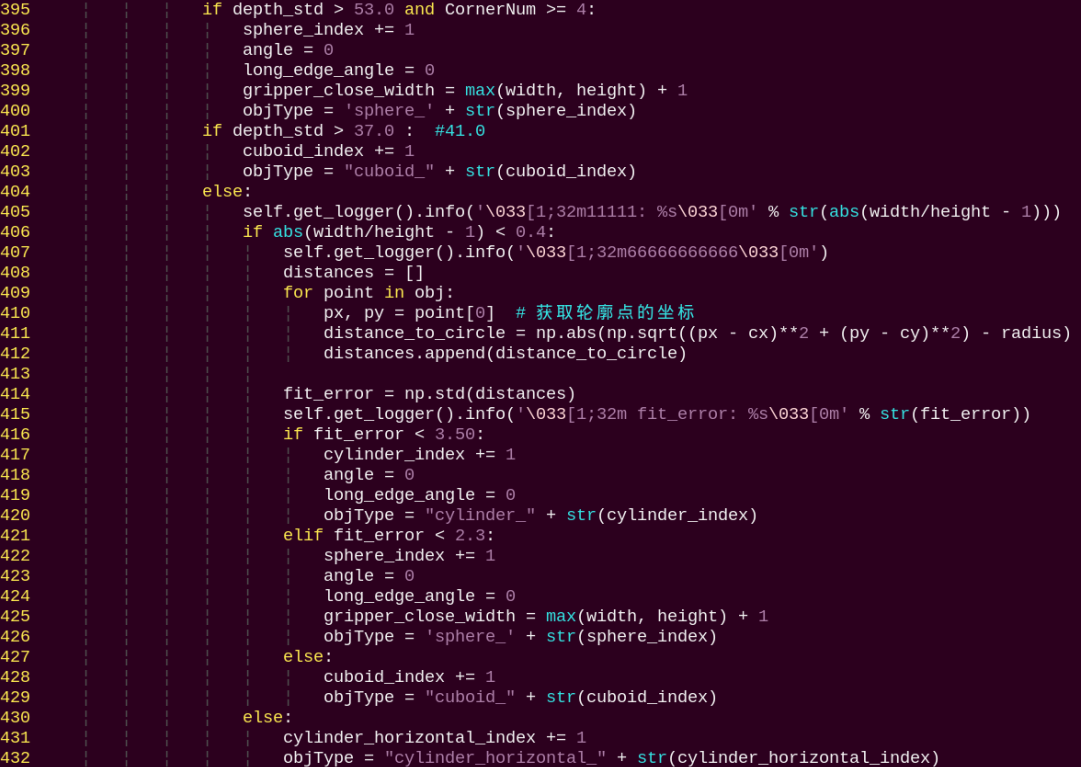 395 if depth_std > 53.0 and CornerNum >= 4:
396 sphere_index += 1
397 angle = 0
398 long_edge_angle = 0
399 gripper_close_width = max(width, height) + 1
400 objType = 'sphere_' + str(sphere_index)
401 if depth_std > 37.0 :  #41.0
402 cuboid_index += 1
403 objType = "cuboid_" + str(cuboid_index)
404 else:
405 self.get_logger().info('\033[1;32m11111: %s\033[0m' % str(abs(width/height - 1)))
406 if abs(width/height - 1) < 0.4:
407 self.get_logger().info('\033[1;32m66666666666\033[0m')
408 distances = []
409 for point in obj:
410 px, py = point[0]  # 获取轮廓点的坐标
411 distance_to_circle = np.abs(np.sqrt((px - cx)**2 + (py - cy)**2) - radius)
412 distances.append(distance_to_circle)
413
414 fit_error = np.std(distances)
415 self.get_logger().info('\033[1;32m fit_error: %s\033[0m' % str(fit_error))
416 if fit_error < 3.50:
417 cylinder_index += 1
418 angle = 0
419 long_edge_angle = 0
420 objType = "cylinder_" + str(cylinder_index)
421 elif fit_error < 2.3:
422 sphere_index += 1
423 angle = 0
424 long_edge_angle = 0
425 gripper_close_width = max(width, height) + 1
426 objType = 'sphere_' + str(sphere_index)
427 else:
428 cuboid_index += 1
429 objType = "cuboid_" + str(cuboid_index)
430 else:
431 cylinder_horizontal_index += 1
432 objType = "cylinder_horizontal_" + str(cylinder_horizontal_index)